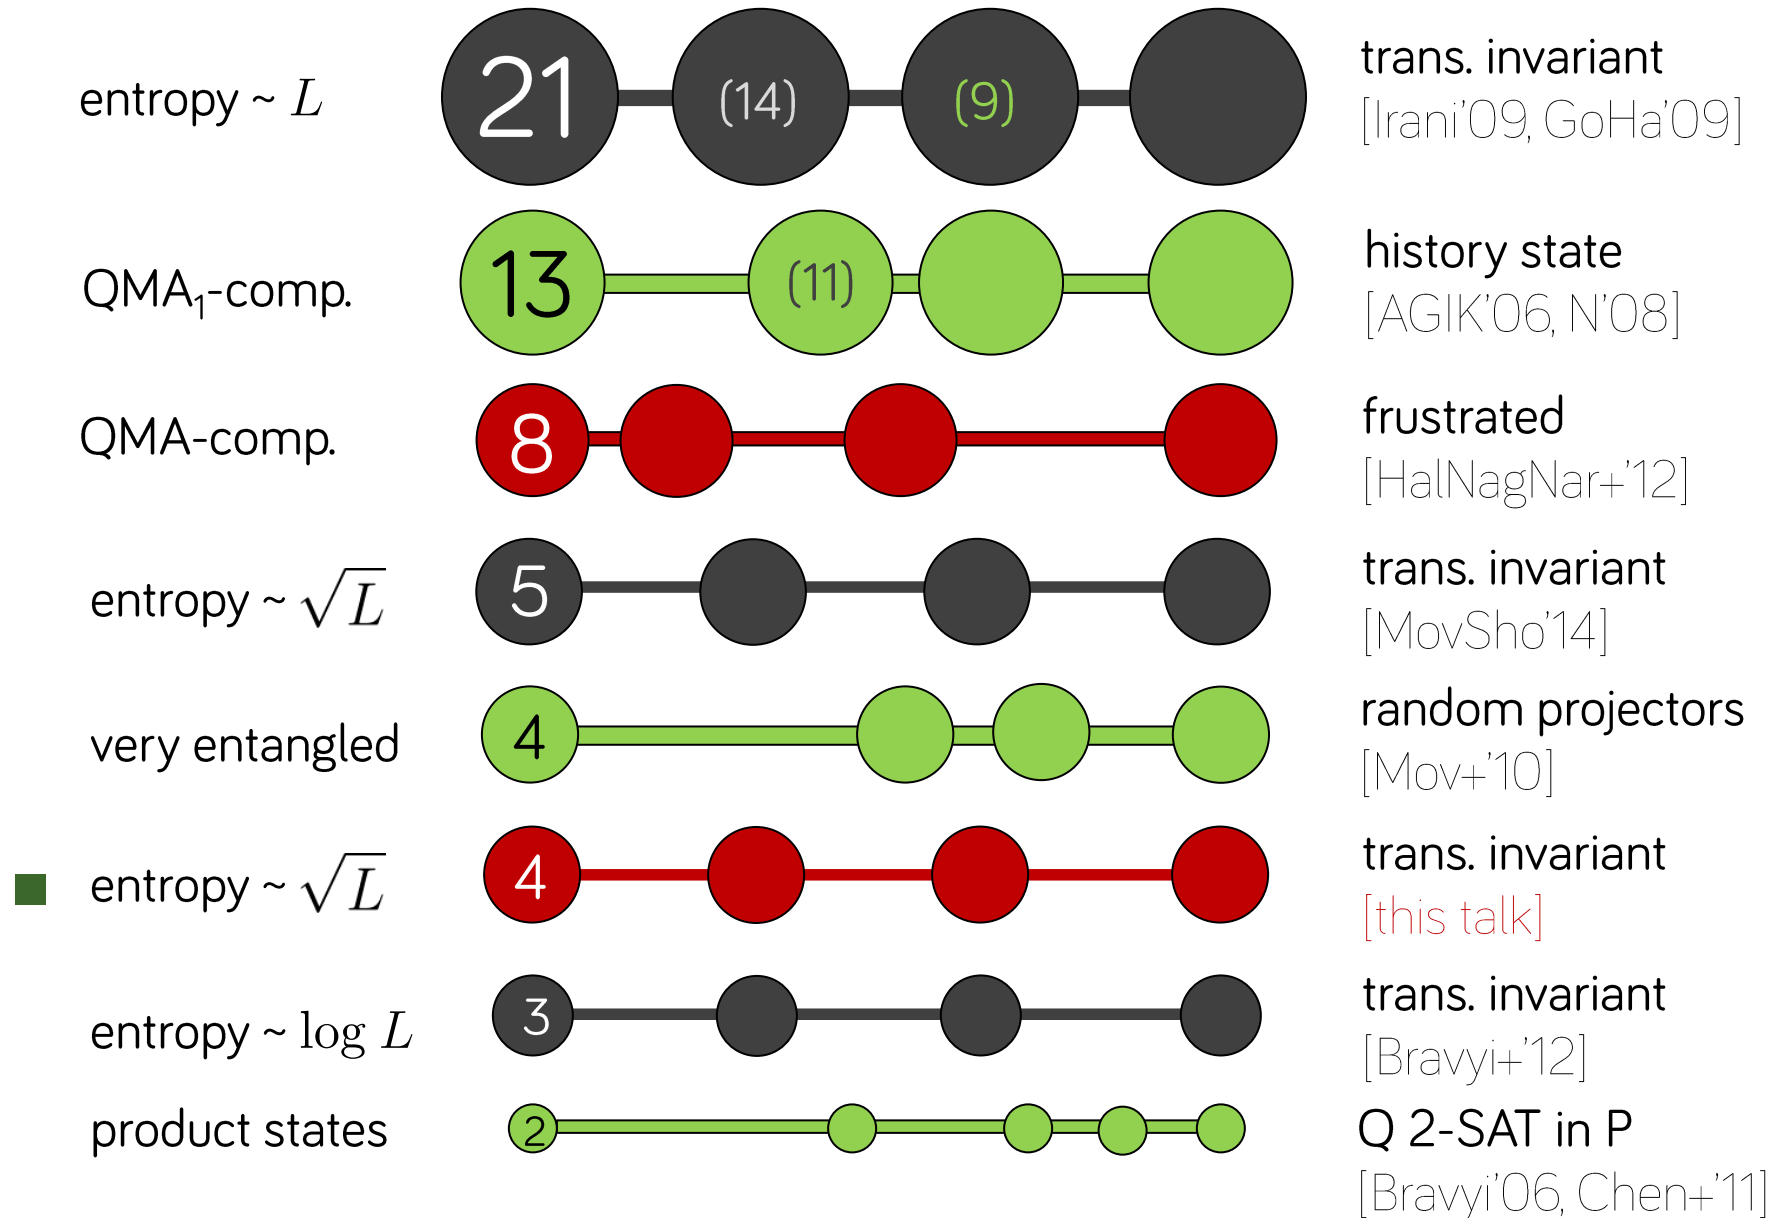 entropy ~ L
21
(14)
(9)
trans. invariant
[Irani'09, GoHa'09]
QMA₁-comp.
13
(11)
history state
[AGIK'06, N'08]
QMA-comp.
8
frustrated
[HalNagNar+'12]
entropy ~ √L
5
trans. invariant
[MovSho'14]
very entangled
4
random projectors
[Mov+'10]
entropy ~ √L
4
trans. invariant
[this talk]
entropy ~ log L
3
trans. invariant
[Bravyi+'12]
product states
2
Q 2-SAT in P
[Bravyi'06, Chen+'11]